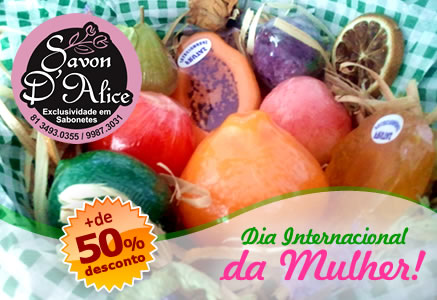 Savon
D'Alice
Exclusividade em
Sabonetes
81 3493.0355 / 9987.3031
+ de
50%
desconto
Dia Internacional
da Mulher!